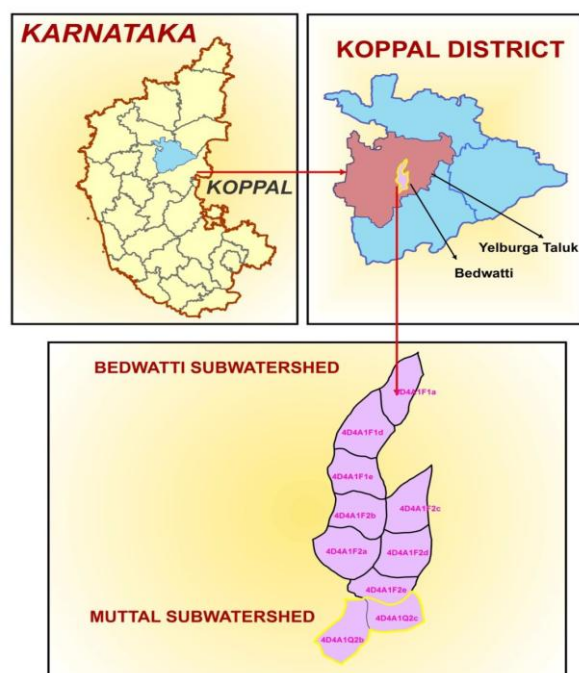 KARNATAKA
KOPPAL
KOPPAL DISTRICT
Yelburga Taluk
Bedwatti
BEDWATTI SUBWATERSHED
4D4A1F1a
4D4A1F1d
4D4A1F1e
4D4A1F2b
4D4A1F2c
4D4A1F2a
4D4A1F2d
4D4A1F2e
MUTTAL SUBWATERSHED
4D4A1Q2c
4D4A1Q2b